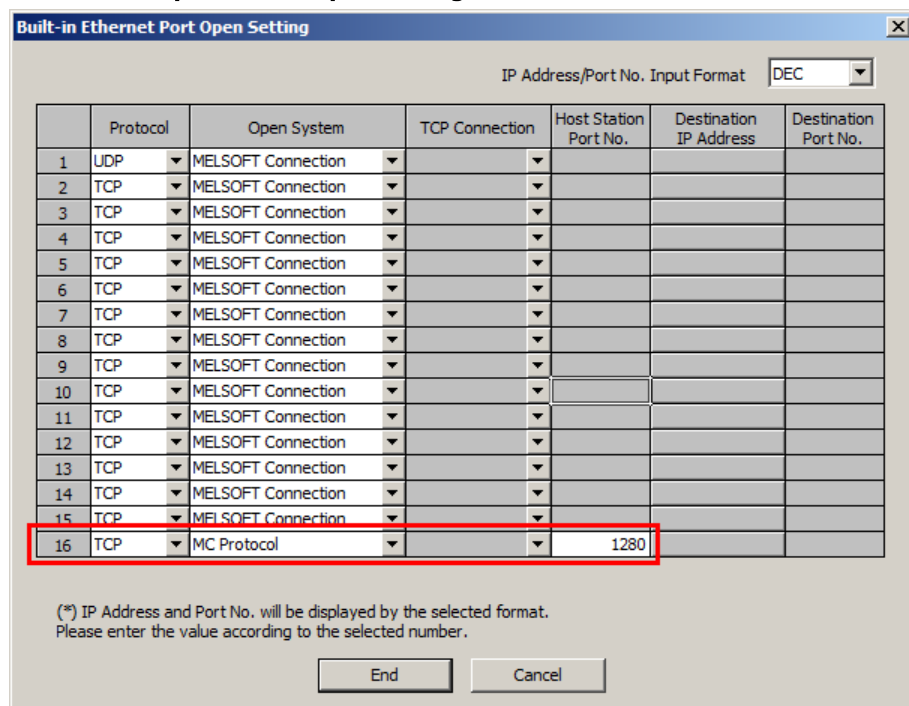 Built-in Ethernet Port Open Setting
IP Address/Port No. Input Format DEC
Protocol Open System TCP Connection Host Station Port No. Destination IP Address Destination Port No.
1 UDP MELSOFT Connection
2 TCP MELSOFT Connection
3 TCP MELSOFT Connection
4 TCP MELSOFT Connection
5 TCP MELSOFT Connection
6 TCP MELSOFT Connection
7 TCP MELSOFT Connection
8 TCP MELSOFT Connection
9 TCP MELSOFT Connection
10 TCP MELSOFT Connection
11 TCP MELSOFT Connection
12 TCP MELSOFT Connection
13 TCP MELSOFT Connection
14 TCP MELSOFT Connection
15 TCP MELSOFT Connection
16 TCP MC Protocol 1280
(*) IP Address and Port No. will be displayed by the selected format.
Please enter the value according to the selected number.
End Cancel